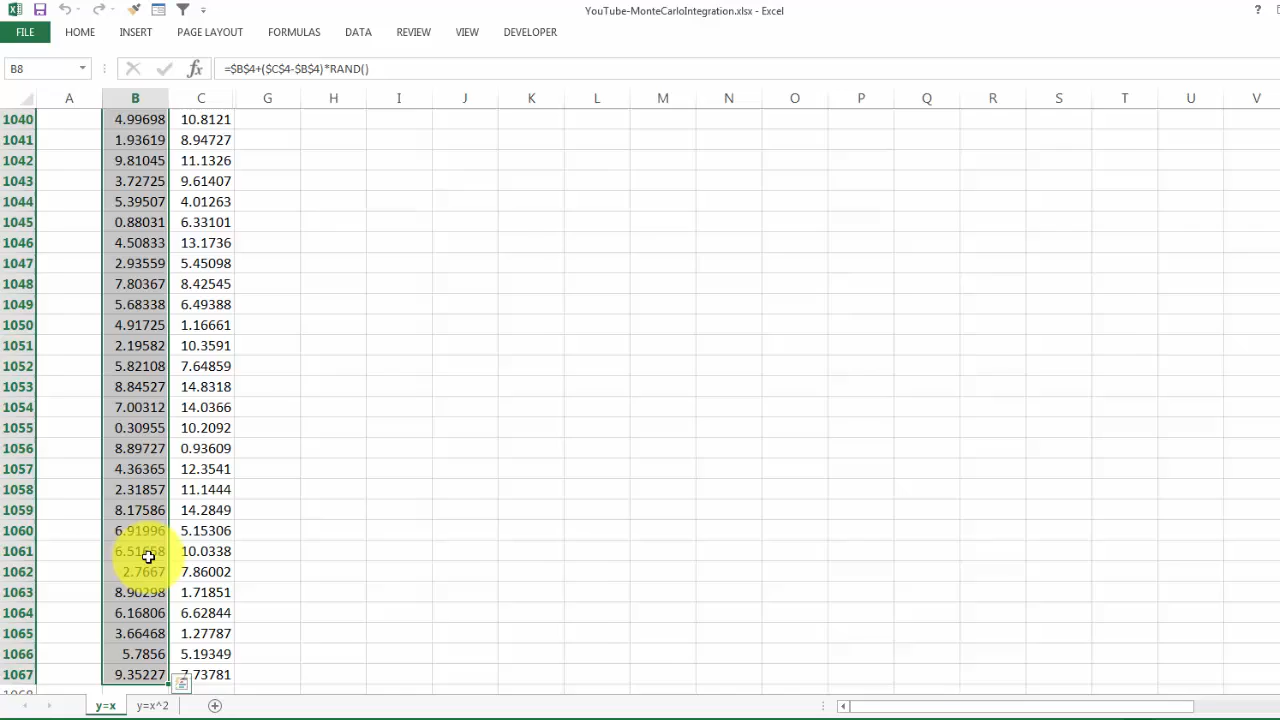 YouTube-MonteCarloIntegration.xlsx - Excel
?
FILE HOME INSERT PAGE LAYOUT FORMULAS DATA REVIEW VIEW DEVELOPER
B8 fx =$B$4+($C$4-$B$4)*RAND()
A B C G H I J K L M N O P Q R S T U V
1040 4.99698 10.8121
1041 1.93619 8.94727
1042 9.81045 11.1326
1043 3.72725 9.61407
1044 5.39507 4.01263
1045 0.88031 6.33101
1046 4.50833 13.1736
1047 2.93559 5.45098
1048 7.80367 8.42545
1049 5.68338 6.49388
1050 4.91725 1.16661
1051 2.19582 10.3591
1052 5.82108 7.64859
1053 8.84527 14.8318
1054 7.00312 14.0366
1055 0.30955 10.2092
1056 8.89727 0.93609
1057 4.36365 12.3541
1058 2.31857 11.1444
1059 8.17586 14.2849
1060 6.91996 5.15306
1061 6.51658 10.0338
1062 2.7667 7.86002
1063 8.90298 1.71851
1064 6.16806 6.62844
1065 3.66468 1.27787
1066 5.7856 5.19349
1067 9.35227 7.73781
y=x y=x^2